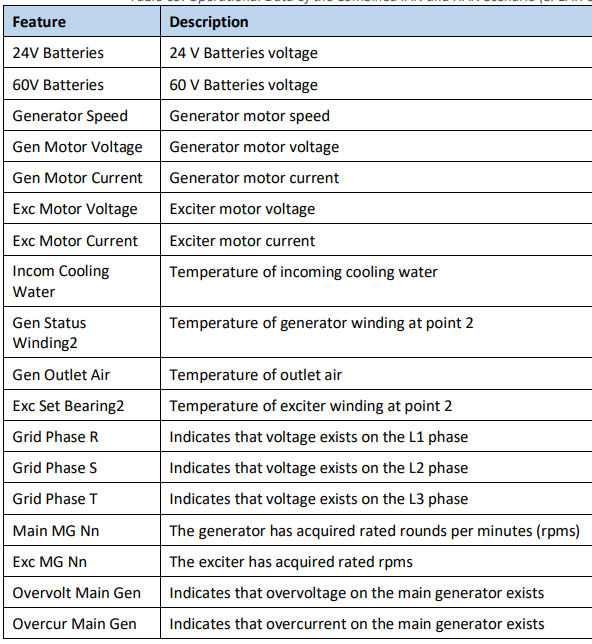 Feature Description
24V Batteries 24 V Batteries voltage
60V Batteries 60 V Batteries voltage
Generator Speed Generator motor speed
Gen Motor Voltage Generator motor voltage
Gen Motor Current Generator motor current
Exc Motor Voltage Exciter motor voltage
Exc Motor Current Exciter motor current
Incom Cooling Temperature of incoming cooling water
Water
Gen Status Temperature of generator winding at point 2
Winding2
Gen Outlet Air Temperature of outlet air
Exc Set Bearing2 Temperature of exciter winding at point 2
Grid Phase R Indicates that voltage exists on the L1 phase
Grid Phase S Indicates that voltage exists on the L2 phase
Grid Phase T Indicates that voltage exists on the L3 phase
Main MG Nn The generator has acquired rated rounds per minutes (rpms)
Exc MG Nn The exciter has acquired rated rpms
Overvolt Main Gen Indicates that overvoltage on the main generator exists
Overcur Main Gen Indicates that overcurrent on the main generator exists